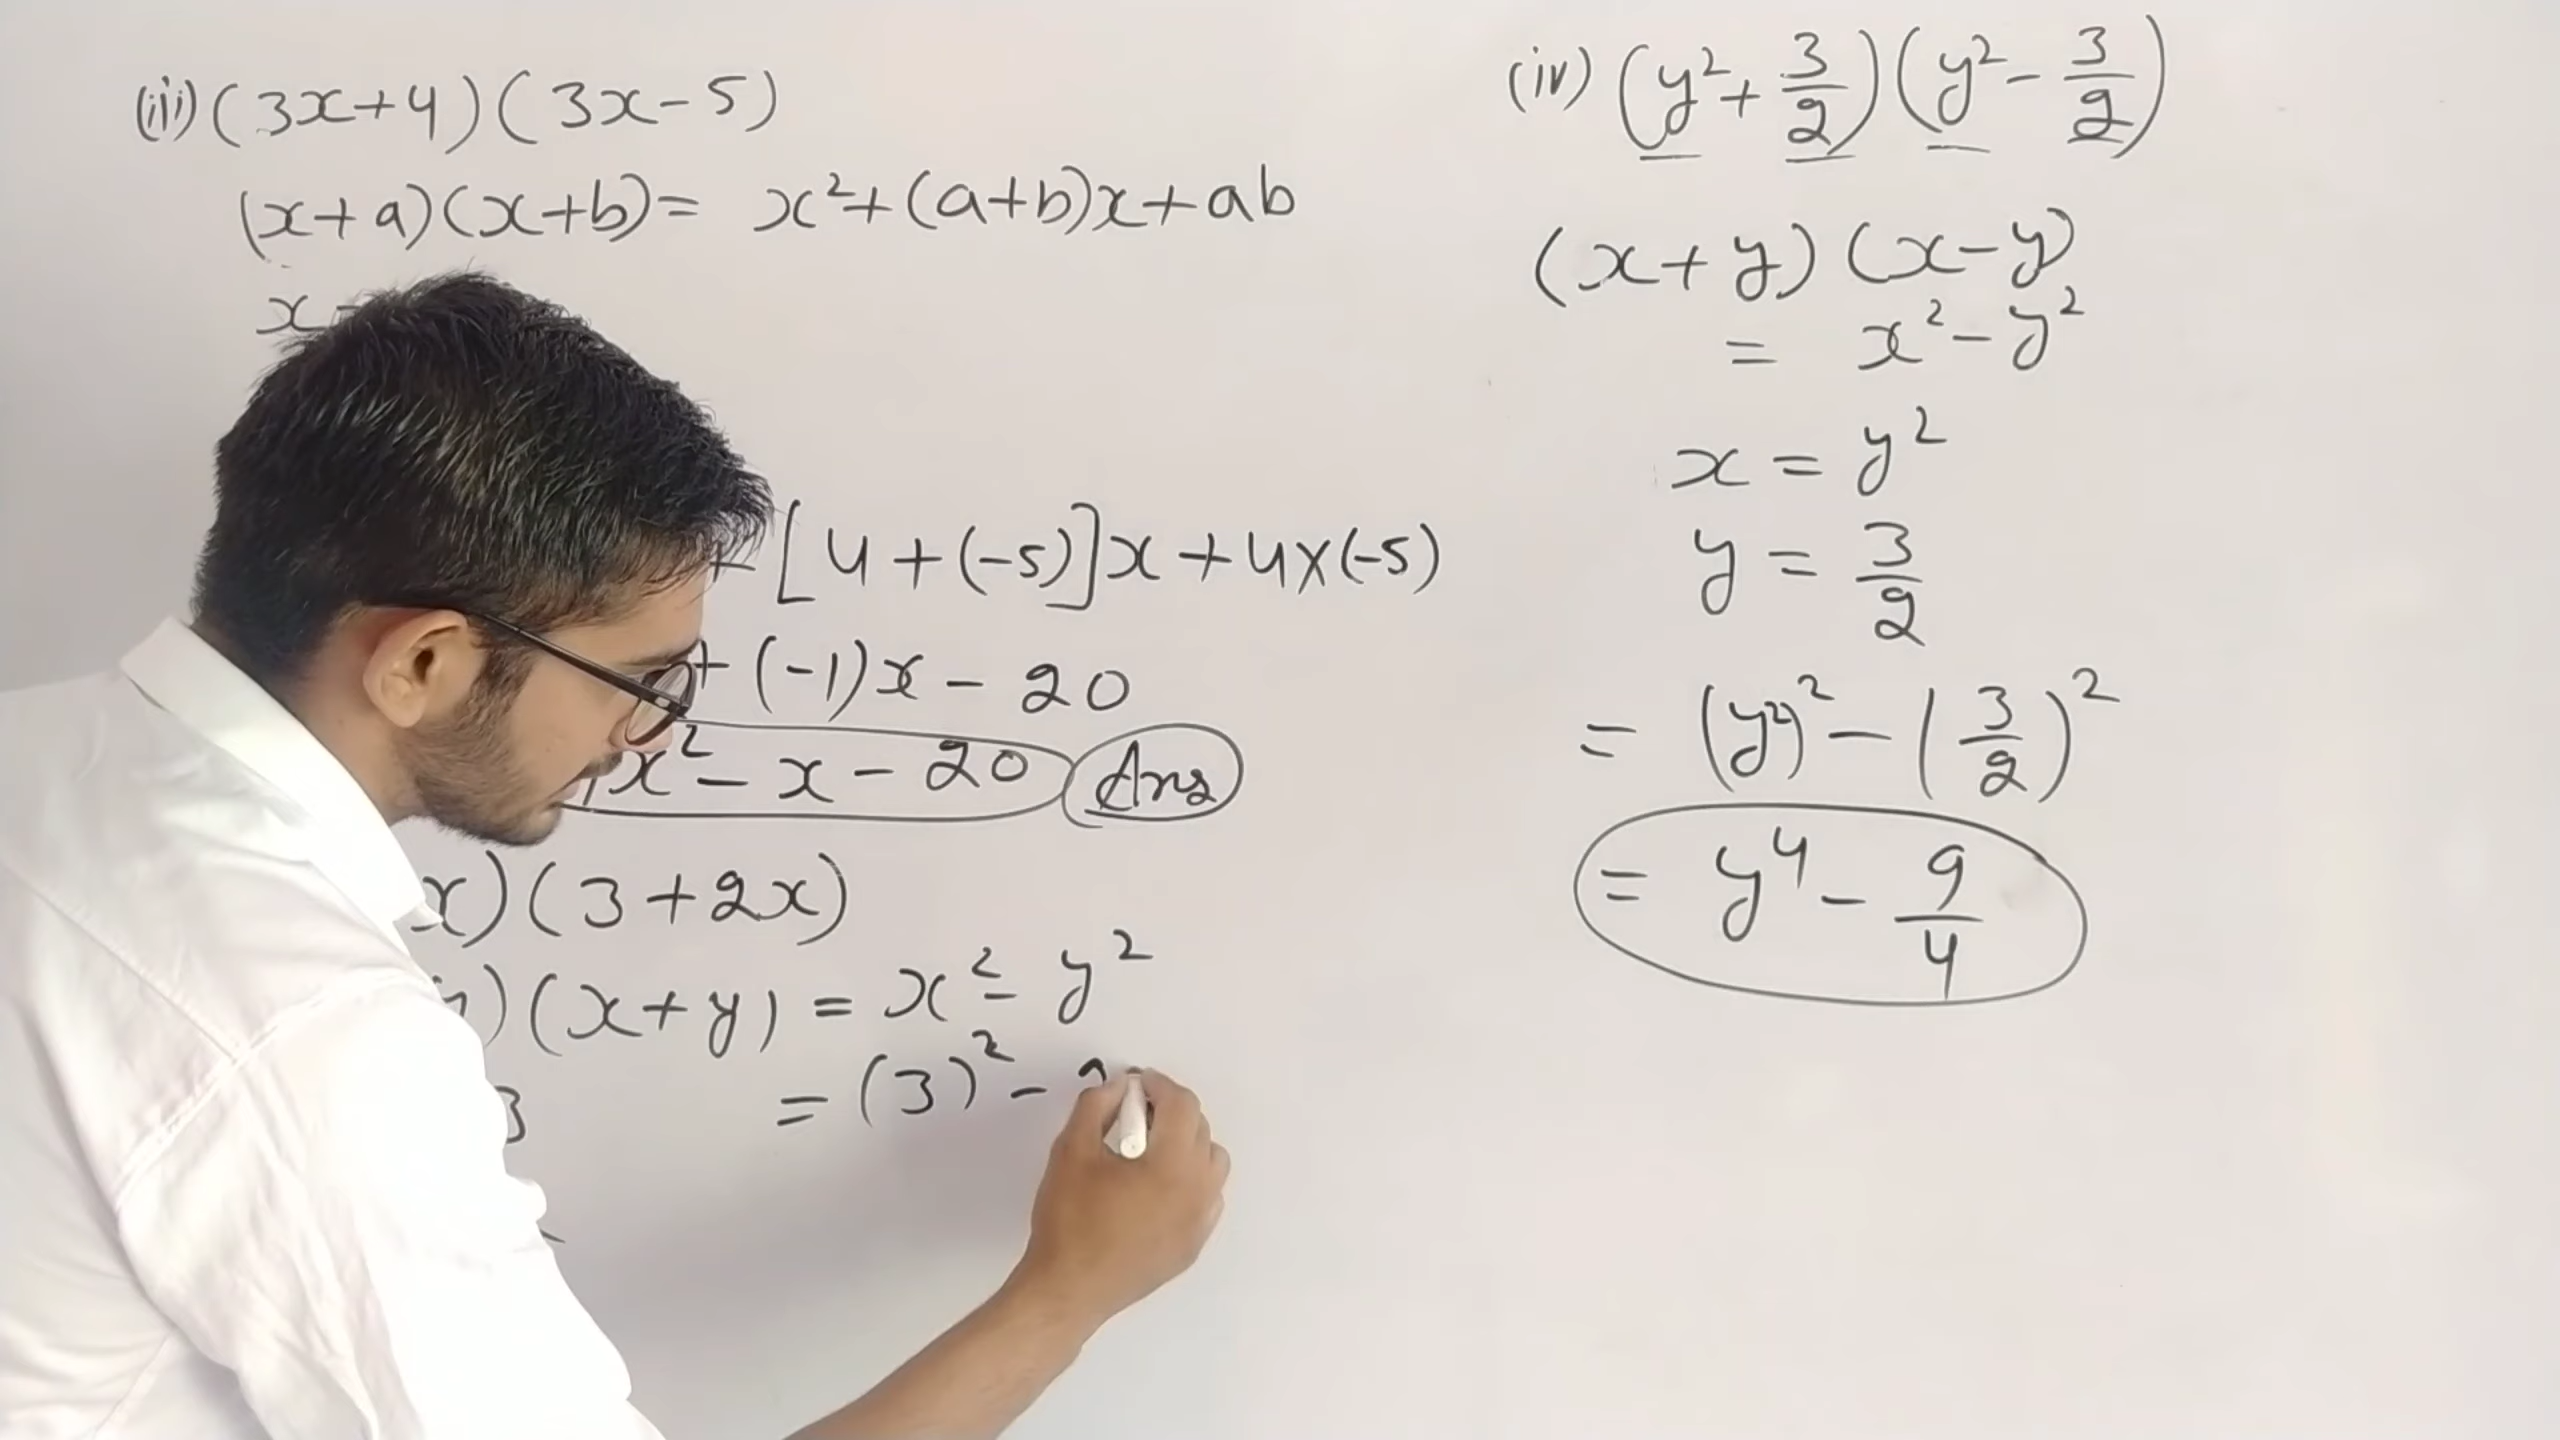 (iii) (3x+4)(3x-5)
(x+a)(x+b)= x²+(a+b)x+ab
x
+ [4+(-5)]x+4×(-5)
+ (-1)x - 20
x² - x - 20 Ans
x)(3+2x)
y)(x+y) = x² - y²
3 = (3)² -
(iv) (y²+3/2)(y²-3/2)
(x+y)(x-y)
= x²-y²
x = y²
y = 3/2
= (y²)² - (3/2)²
= y⁴ - 9/4